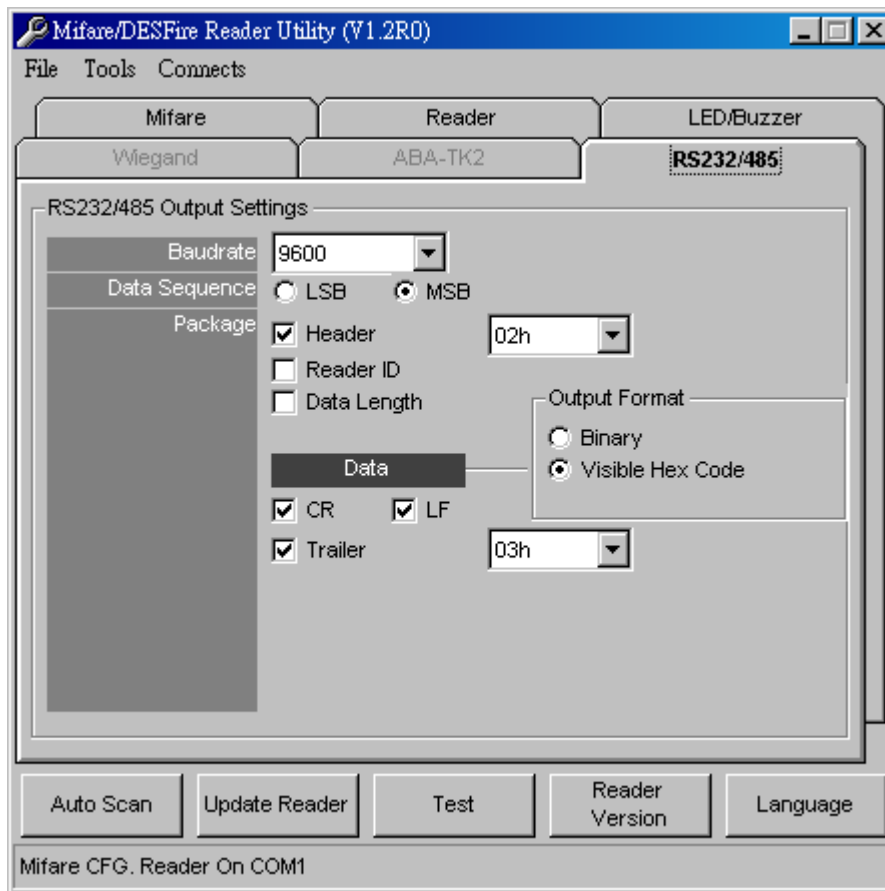 Mifare/DESFire Reader Utility (V1.2R0)
File Tools Connects
Mifare Reader LED/Buzzer
Wiegand ABA-TK2 RS232/485
RS232/485 Output Settings
Baudrate 9600
Data Sequence LSB MSB
Package Header 02h
Reader ID
Data Length
Output Format
Binary
Data Visible Hex Code
CR LF
Trailer 03h
Auto Scan Update Reader Test Reader Version Language
Mifare CFG. Reader On COM1